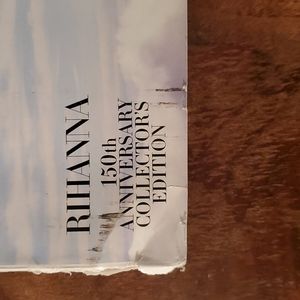 RIHANNA
150th
ANNIVERSARY
COLLECTOR'S
EDITION